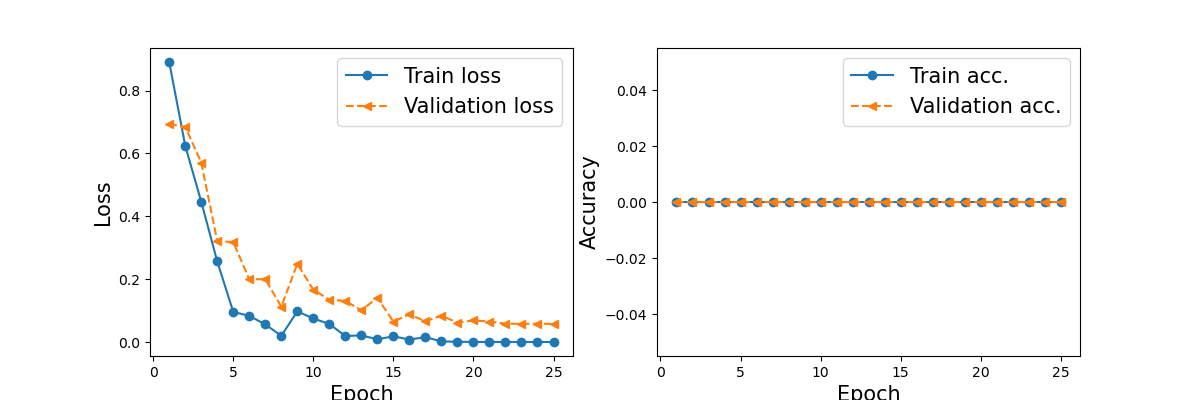 Train loss
Validation loss
0.8
0.6
0.4
0.2
0.0
Loss
0 5 10 15 20 25
Epoch
Train acc.
Validation acc.
0.04
0.02
0.00
−0.02
−0.04
Accuracy
0 5 10 15 20 25
Epoch